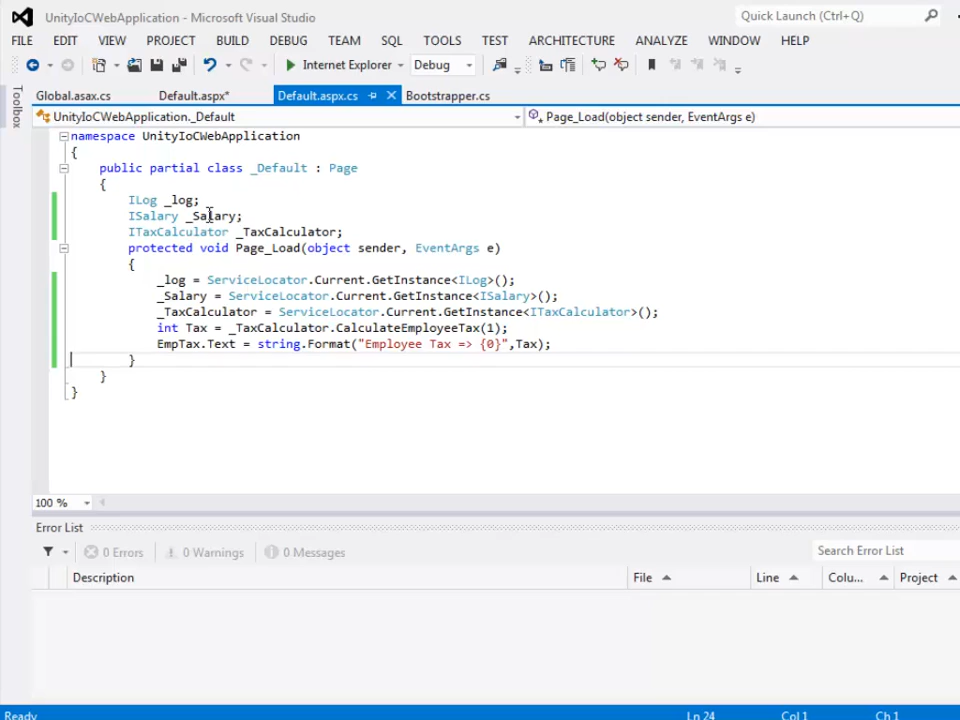 UnityIoCWebApplication - Microsoft Visual Studio
Quick Launch (Ctrl+Q)
FILE EDIT VIEW PROJECT BUILD DEBUG TEAM SQL TOOLS TEST ARCHITECTURE ANALYZE WINDOW HELP
Internet Explorer Debug
Toolbox
Global.asax.cs Default.aspx* Default.aspx.cs Bootstrapper.cs
UnityIoCWebApplication._Default Page_Load(object sender, EventArgs e)
namespace UnityIoCWebApplication
{
public partial class _Default : Page
{
ILog _log;
ISalary _Salary;
ITaxCalculator _TaxCalculator;
protected void Page_Load(object sender, EventArgs e)
{
_log = ServiceLocator.Current.GetInstance<ILog>();
_Salary = ServiceLocator.Current.GetInstance<ISalary>();
_TaxCalculator = ServiceLocator.Current.GetInstance<ITaxCalculator>();
int Tax = _TaxCalculator.CalculateEmployeeTax(1);
EmpTax.Text = string.Format("Employee Tax => {0}",Tax);
}
}
}
100 %
Error List
0 Errors 0 Warnings 0 Messages Search Error List
Description File Line Colu... Project
Ready Ln 24 Col 1 Ch 1